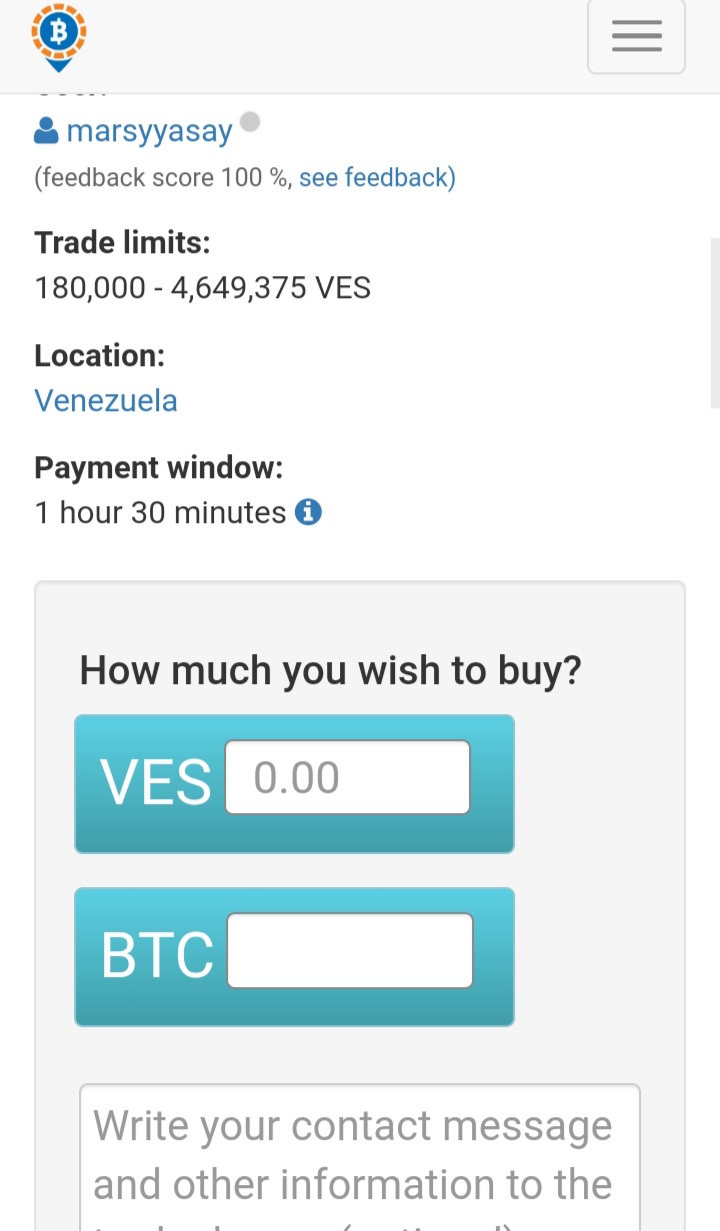 marsyyasay
(feedback score 100 %, see feedback)
Trade limits:
180,000 - 4,649,375 VES
Location:
Venezuela
Payment window:
1 hour 30 minutes
How much you wish to buy?
VES 0.00
BTC
Write your contact message
and other information to the